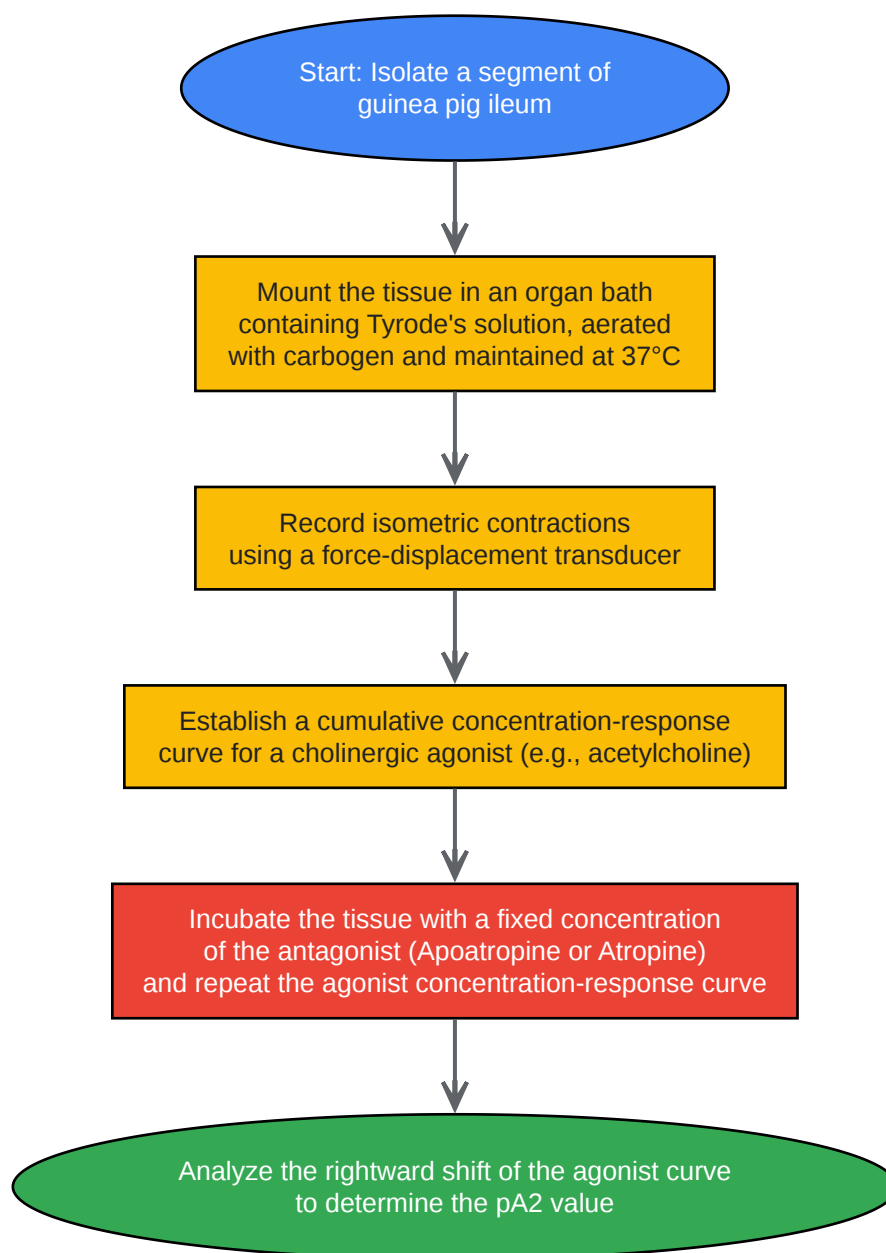 Start: Isolate a segment of
guinea pig ileum
Mount the tissue in an organ bath
containing Tyrode's solution, aerated
with carbogen and maintained at 37°C
Record isometric contractions
using a force-displacement transducer
Establish a cumulative concentration-response
curve for a cholinergic agonist (e.g., acetylcholine)
Incubate the tissue with a fixed concentration
of the antagonist (Apoatropine or Atropine)
and repeat the agonist concentration-response curve
Analyze the rightward shift of the agonist curve
to determine the pA2 value